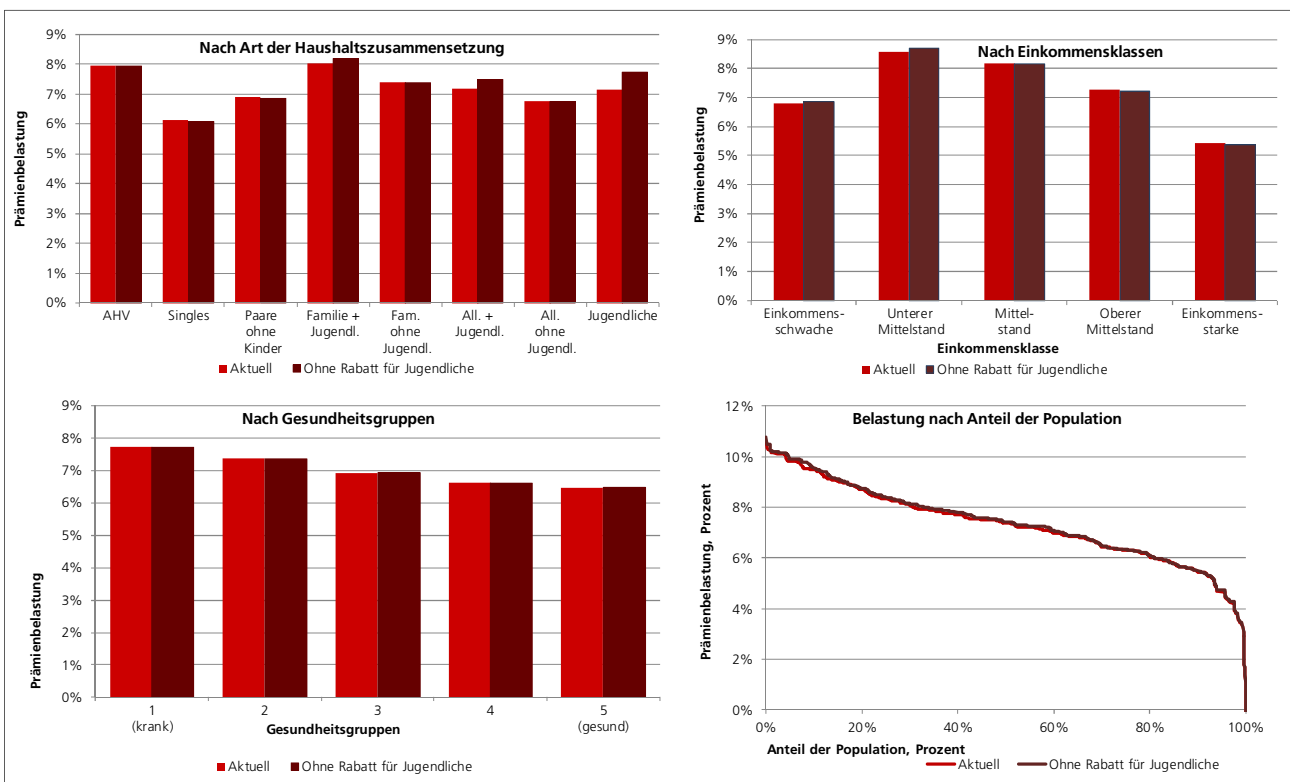 Nach Art der Haushaltszusammensetzung
Prämienbelastung
9%
8%
7%
6%
5%
4%
3%
2%
1%
0%
AHV
Singles
Paare
ohne
Kinder
Familie +
Jugendl.
Fam.
ohne
Jugendl.
All. +
Jugendl.
All.
ohne
Jugendl.
Jugendliche
Aktuell
Ohne Rabatt für Jugendliche
Nach Einkommensklassen
Prämienbelastung
9%
8%
7%
6%
5%
4%
3%
2%
1%
0%
Einkommens-
schwache
Unterer
Mittelstand
Mittel-
stand
Oberer
Mittelstand
Einkommens-
starke
Einkommensklasse
Aktuell
Ohne Rabatt für Jugendliche
Nach Gesundheitsgruppen
Prämienbelastung
9%
8%
7%
6%
5%
4%
3%
2%
1%
0%
1
(krank)
2
3
4
5
(gesund)
Gesundheitsgruppen
Aktuell
Ohne Rabatt für Jugendliche
Belastung nach Anteil der Population
Prämienbelastung, Prozent
12%
10%
8%
6%
4%
2%
0%
0%
20%
40%
60%
80%
100%
Anteil der Population, Prozent
Aktuell
Ohne Rabatt für Jugendliche